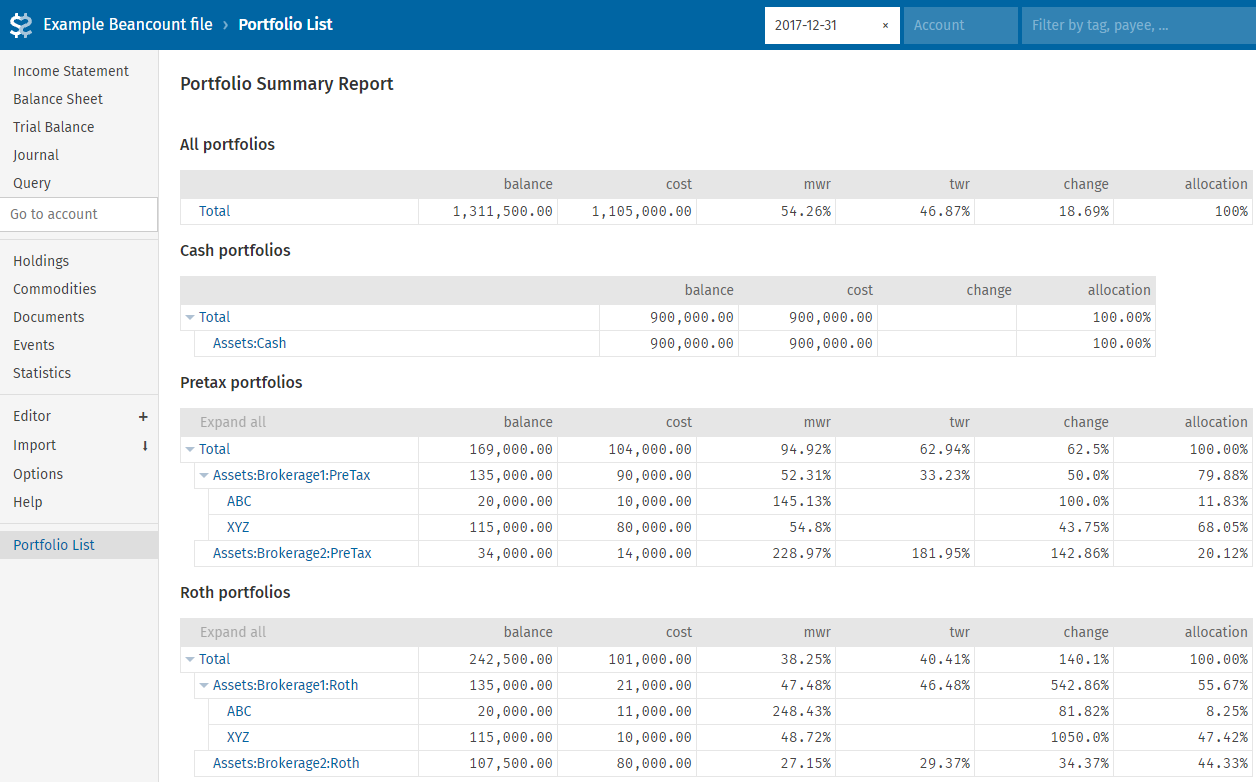 Example Beancount file › Portfolio List 2017-12-31 × Account Filter by tag, payee, ...
Income Statement
Balance Sheet
Trial Balance
Journal
Query
Go to account
Holdings
Commodities
Documents
Events
Statistics
Editor +
Import ⬇
Options
Help
Portfolio List
Portfolio Summary Report
All portfolios
balance cost mwr twr change allocation
Total 1,311,500.00 1,105,000.00 54.26% 46.87% 18.69% 100%
Cash portfolios
balance cost change allocation
Total 900,000.00 900,000.00 100.00%
Assets:Cash 900,000.00 900,000.00 100.00%
Pretax portfolios
Expand all balance cost mwr twr change allocation
Total 169,000.00 104,000.00 94.92% 62.94% 62.5% 100.00%
Assets:Brokerage1:PreTax 135,000.00 90,000.00 52.31% 33.23% 50.0% 79.88%
ABC 20,000.00 10,000.00 145.13% 100.0% 11.83%
XYZ 115,000.00 80,000.00 54.8% 43.75% 68.05%
Assets:Brokerage2:PreTax 34,000.00 14,000.00 228.97% 181.95% 142.86% 20.12%
Roth portfolios
Expand all balance cost mwr twr change allocation
Total 242,500.00 101,000.00 38.25% 40.41% 140.1% 100.00%
Assets:Brokerage1:Roth 135,000.00 21,000.00 47.48% 46.48% 542.86% 55.67%
ABC 20,000.00 11,000.00 248.43% 81.82% 8.25%
XYZ 115,000.00 10,000.00 48.72% 1050.0% 47.42%
Assets:Brokerage2:Roth 107,500.00 80,000.00 27.15% 29.37% 34.37% 44.33%